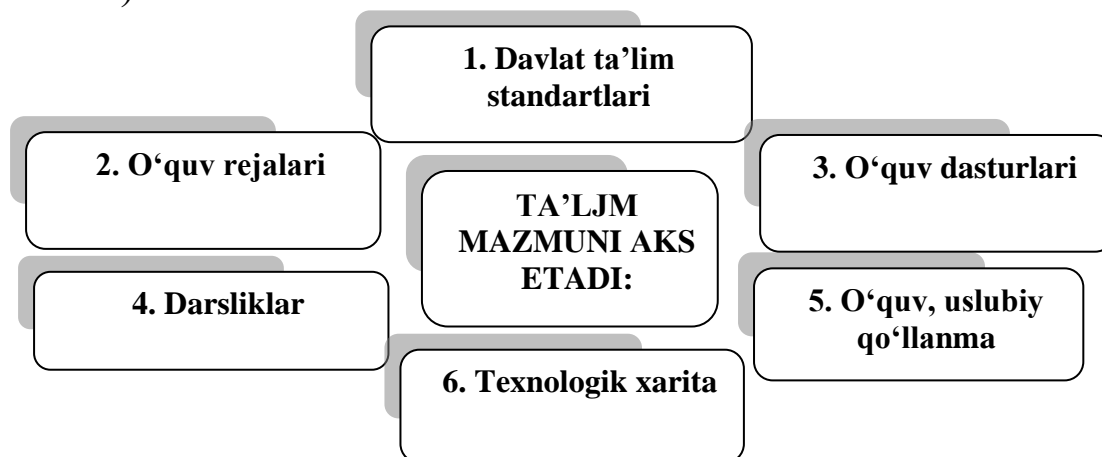 )
1. Davlat ta’lim
standartlari
2. O‘quv rejalari
3. O‘quv dasturlari
TA’LJM
MAZMUNI AKS
ETADI:
4. Darsliklar
5. O‘quv, uslubiy
qo‘llanma
6. Texnologik xarita